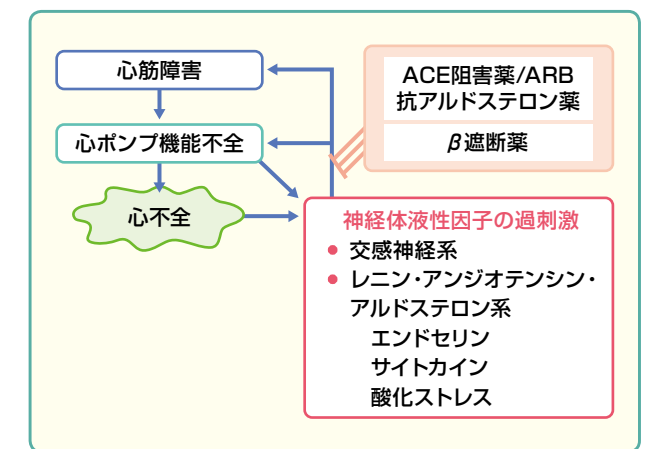 心筋障害
心ポンプ機能不全
心不全
ACE阻害薬/ARB
抗アルドステロン薬
β遮断薬
神経体液性因子の過刺激
● 交感神経系
● レニン・アンジオテンシン・
アルドステロン系
エンドセリン
サイトカイン
酸化ストレス